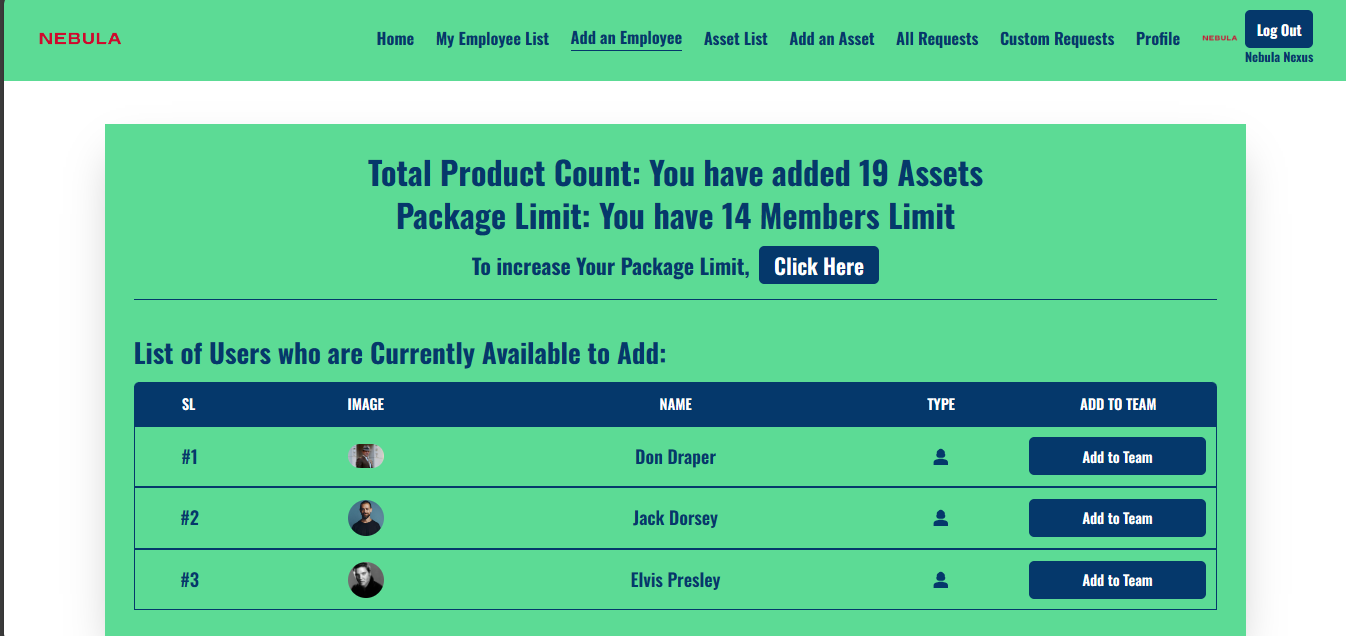 NEBULA Home My Employee List Add an Employee Asset List Add an Asset All Requests Custom Requests Profile NEBULA Log Out
Nebula Nexus
Total Product Count: You have added 19 Assets
Package Limit: You have 14 Members Limit
To increase Your Package Limit, Click Here
List of Users who are Currently Available to Add:
SL IMAGE NAME TYPE ADD TO TEAM
#1 Don Draper Add to Team
#2 Jack Dorsey Add to Team
#3 Elvis Presley Add to Team